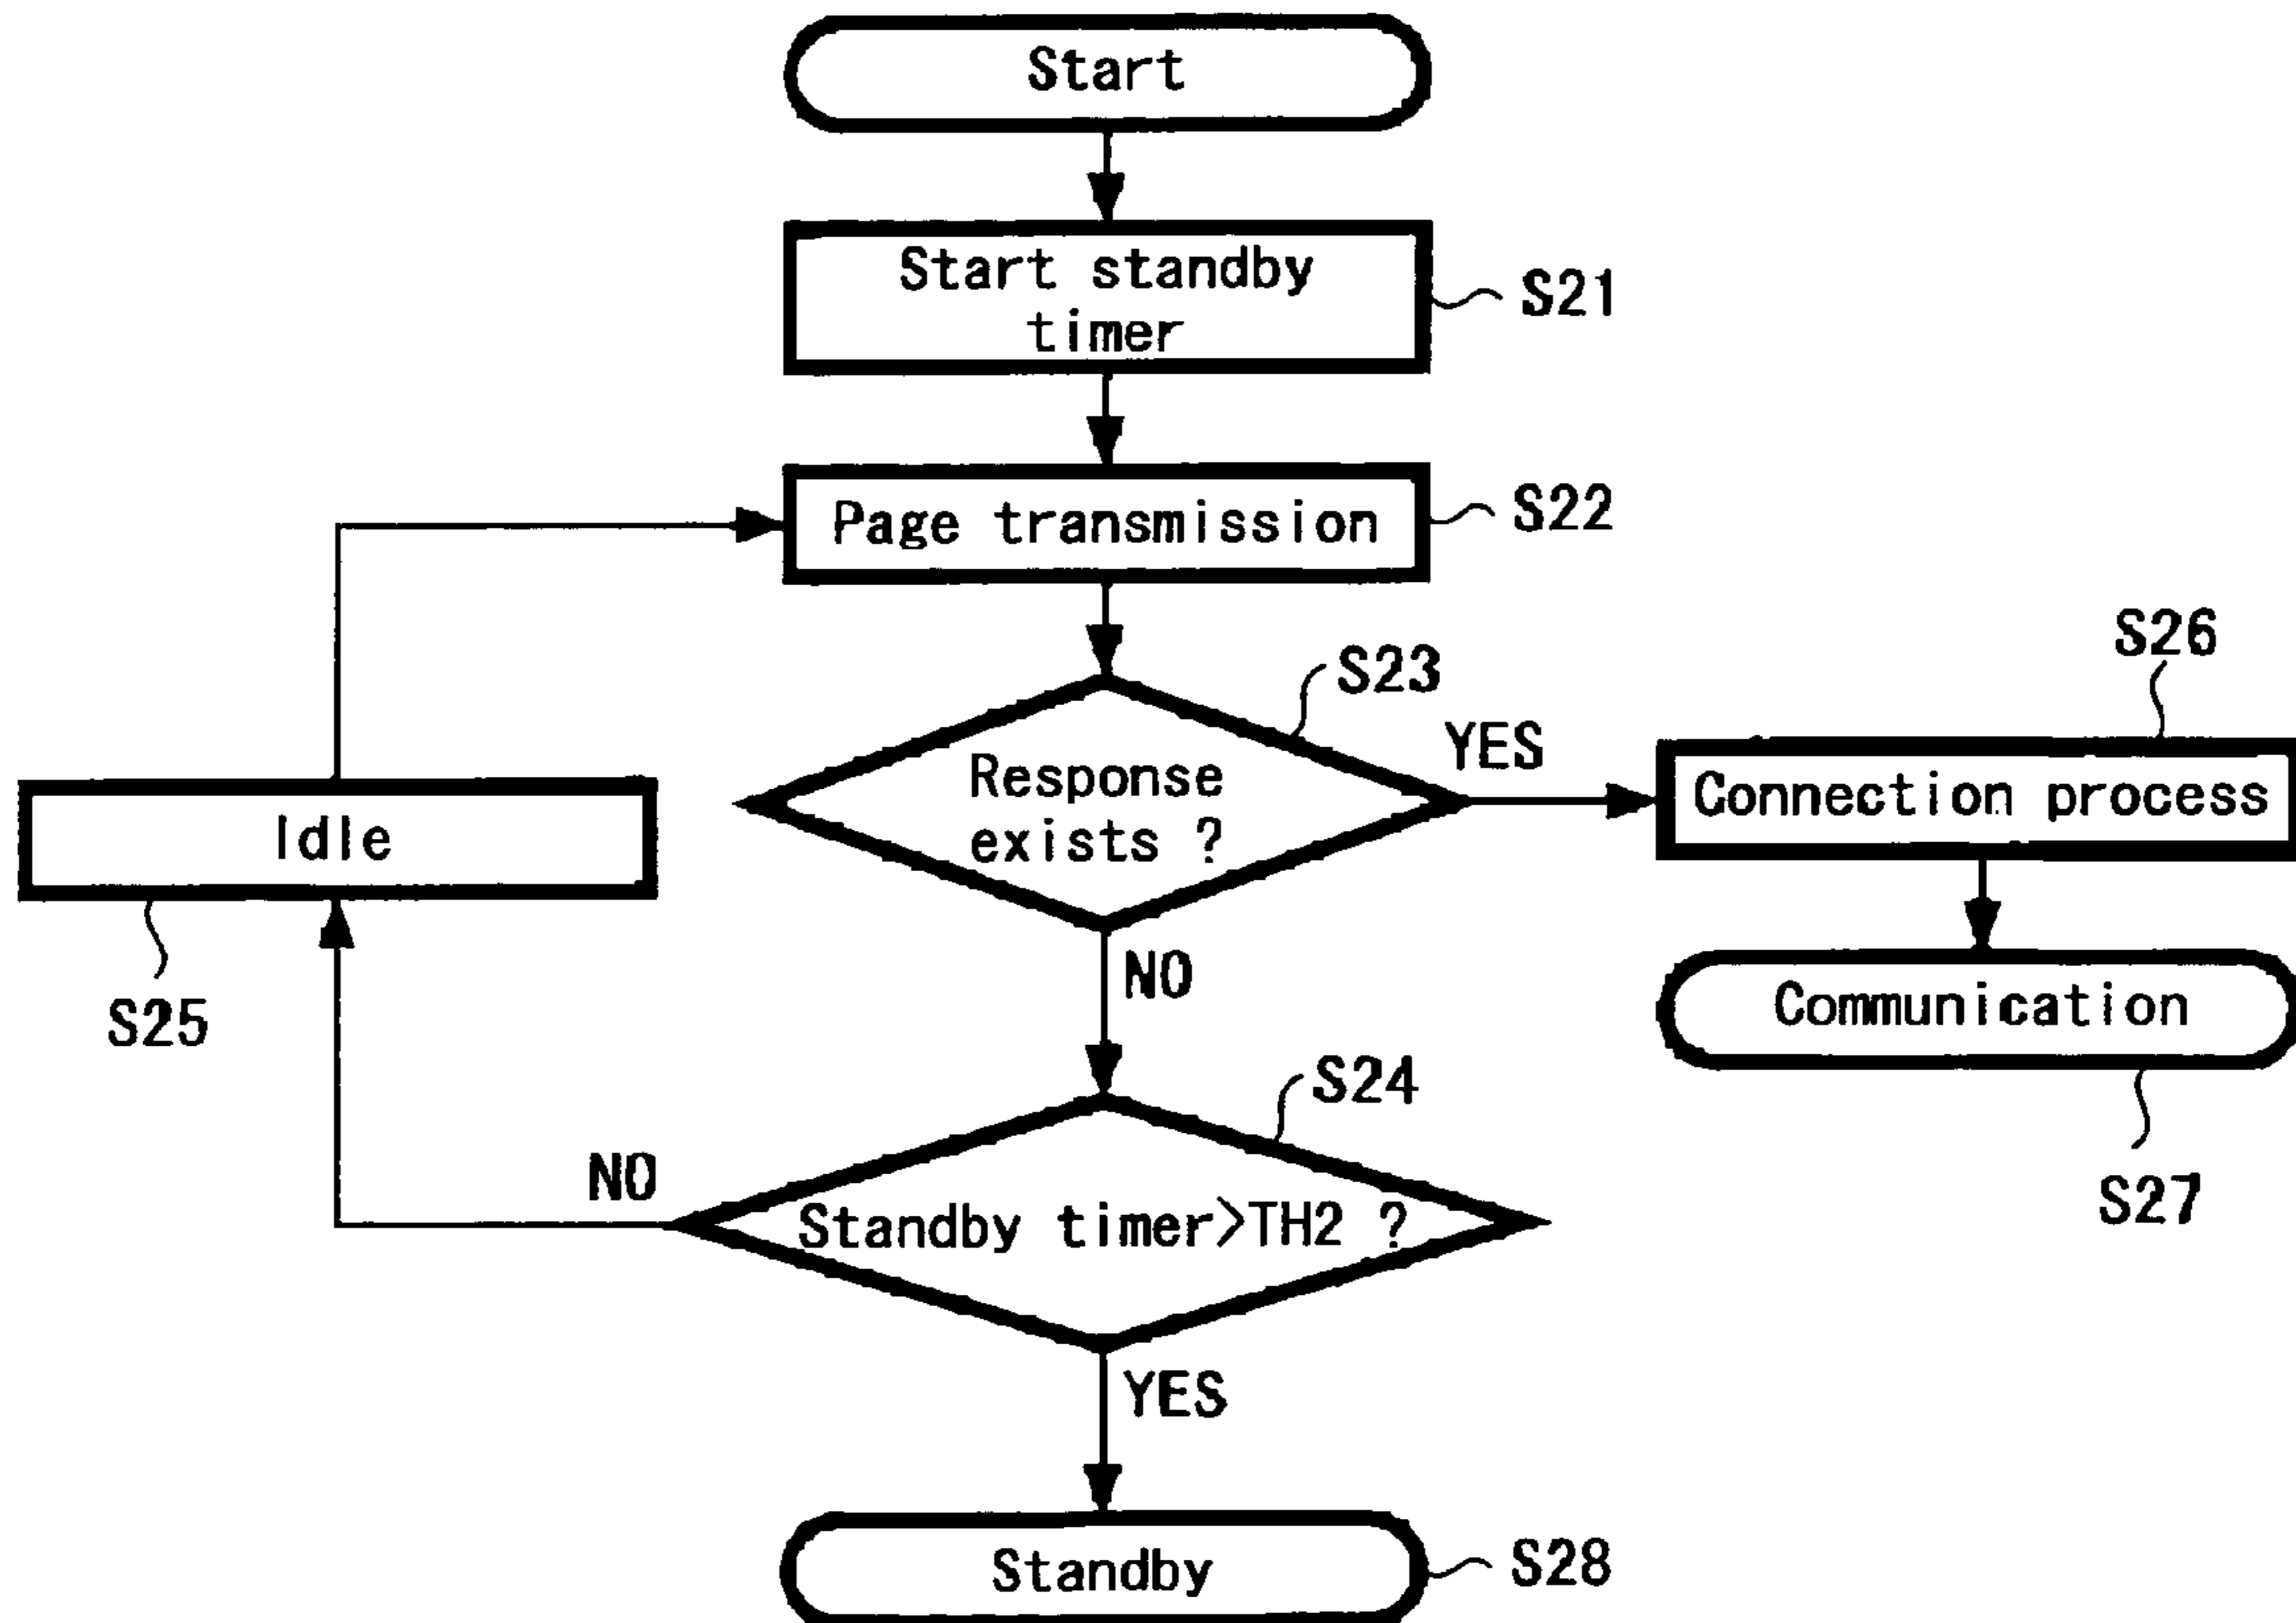 Start
Start standby
timer
S21
Page transmission
S22
S23
S26
YES
Response
exists ?
Connection process
Idle
NO
S25
Communication
S24
NO
Standby timer>TH2 ?
S27
YES
Standby
S28